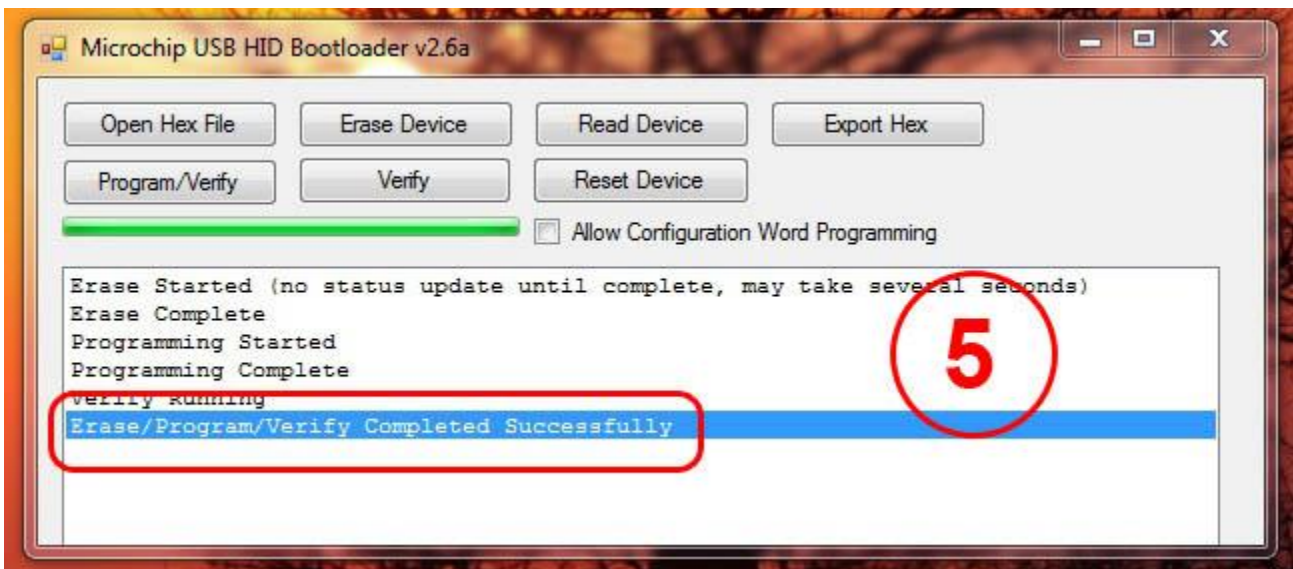 Microchip USB HID Bootloader v2.6a
Open Hex File Erase Device Read Device Export Hex
Program/Verify Verify Reset Device
Allow Configuration Word Programming
Erase Started (no status update until complete, may take several seconds)
Erase Complete
Programming Started
Programming Complete
5
Verify Running
Erase/Program/Verify Completed Successfully